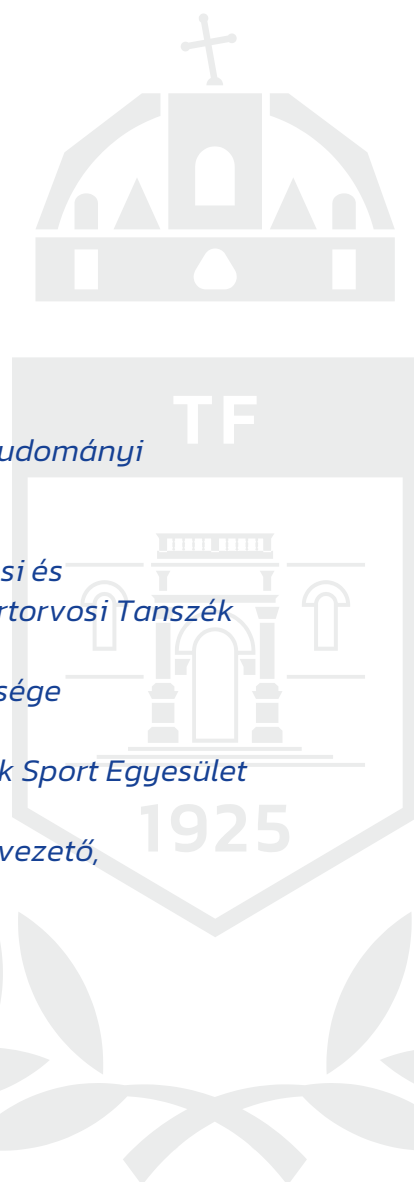 TF
udományi
si és
rtorvosi Tanszék
sége
k Sport Egyesület
1925
vezető,